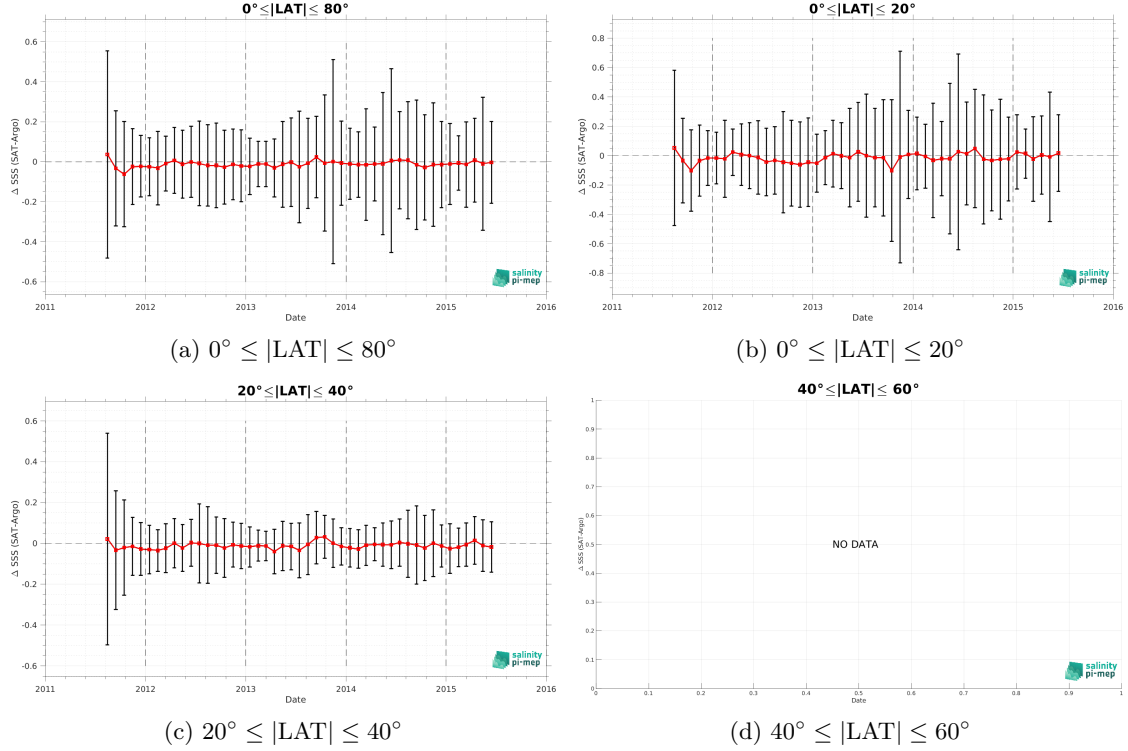 0°≤|LAT|≤ 80°
0.6
0.4
0.2
0
-0.2
-0.4
-0.6
Δ SSS (SAT-Argo)
2011
2012
2013
2014
2015
2016
Date
salinity
pi-mep
(a) 0° ≤ |LAT| ≤ 80°
0°≤|LAT|≤ 20°
0.8
0.6
0.4
0.2
0
-0.2
-0.4
-0.6
-0.8
Δ SSS (SAT-Argo)
2011
2012
2013
2014
2015
2016
Date
salinity
pi-mep
(b) 0° ≤ |LAT| ≤ 20°
20°≤|LAT|≤ 40°
0.6
0.4
0.2
0
-0.2
-0.4
-0.6
Δ SSS (SAT-Argo)
2011
2012
2013
2014
2015
2016
Date
salinity
pi-mep
(c) 20° ≤ |LAT| ≤ 40°
40°≤|LAT|≤ 60°
1
0.9
0.8
0.7
0.6
0.5
0.4
0.3
0.2
0.1
0
Δ SSS (SAT-Argo)
NO DATA
0
0.1
0.2
0.3
0.4
0.5
0.6
0.7
0.8
0.9
1
Date
salinity
pi-mep
(d) 40° ≤ |LAT| ≤ 60°